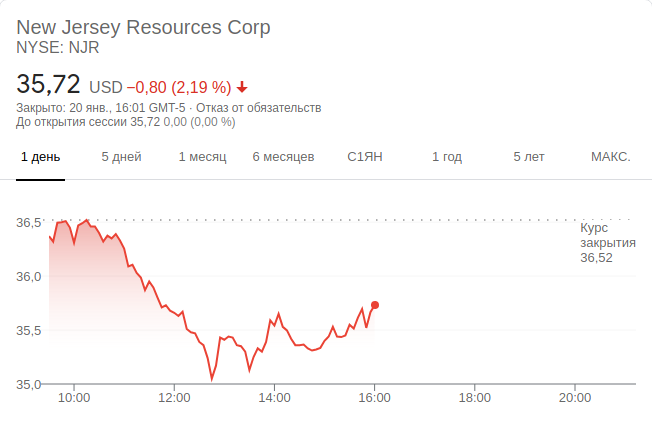 New Jersey Resources Corp
NYSE: NJR
35,72 USD −0,80 (2,19 %)
Закрыто: 20 янв., 16:01 GMT-5 · Отказ от обязательств
До открытия сессии 35,72 0,00 (0,00 %)
1 день 5 дней 1 месяц 6 месяцев С1ЯН 1 год 5 лет МАКС.
36,5
Курс
закрытия
36,52
36,0
35,5
35,0
10:00 12:00 14:00 16:00 18:00 20:00